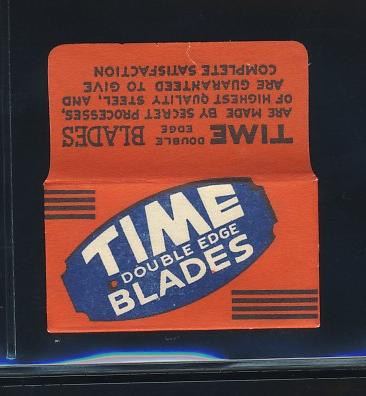 TIME DOUBLE EDGE BLADES
ARE MADE BY SECRET PROCESSES,
OF HIGHEST QUALITY STEEL, AND
ARE GUARANTEED TO GIVE
COMPLETE SATISFACTION
TIME
DOUBLE EDGE
BLADES